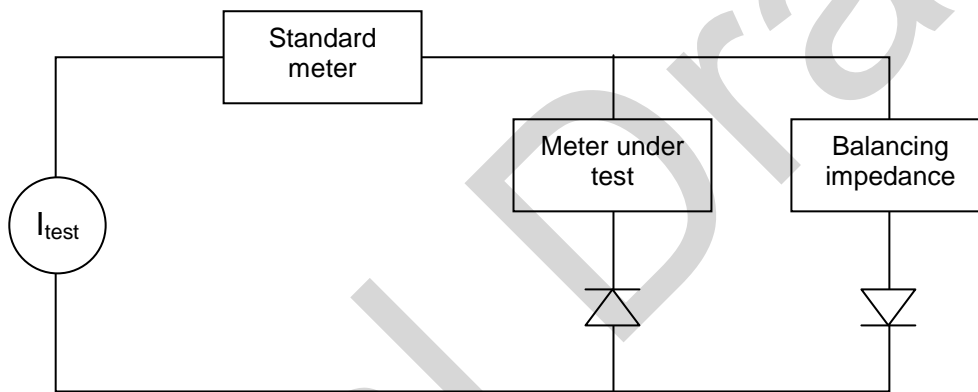 Standard
meter
Meter under
test
Balancing
impedance
Itest